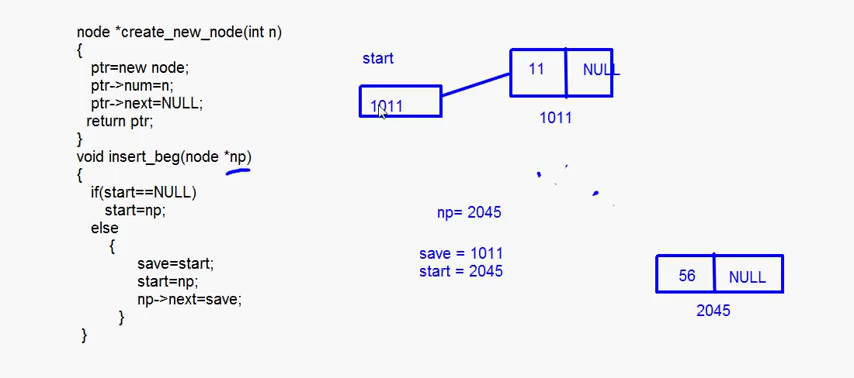 node *create_new_node(int n)
{
ptr=new node;
ptr->num=n;
ptr->next=NULL;
return ptr;
}
void insert_beg(node *np)
{
if(start==NULL)
start=np;
else
{
save=start;
start=np;
np->next=save;
}
}
start
1011
11 NULL
1011
np= 2045
save = 1011
start = 2045
56 NULL
2045